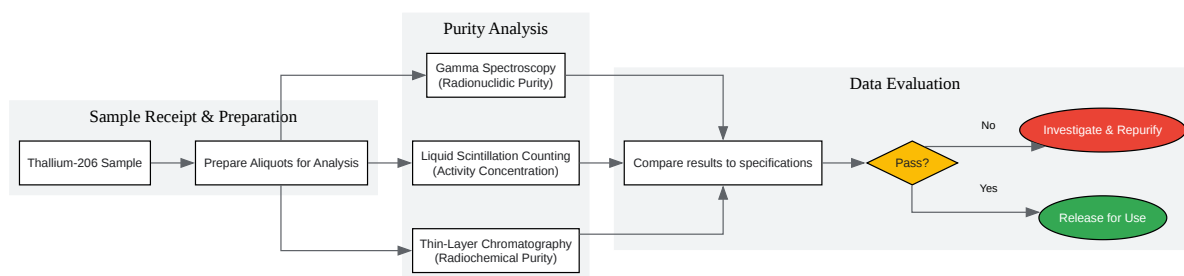 Purity Analysis
Gamma Spectroscopy
(Radionuclidic Purity)
Data Evaluation
Sample Receipt & Preparation
No
Investigate & Repurify
Thallium-206 Sample
Prepare Aliquots for Analysis
Liquid Scintillation Counting
(Activity Concentration)
Compare results to specifications
Pass?
Yes
Release for Use
Thin-Layer Chromatography
(Radiochemical Purity)